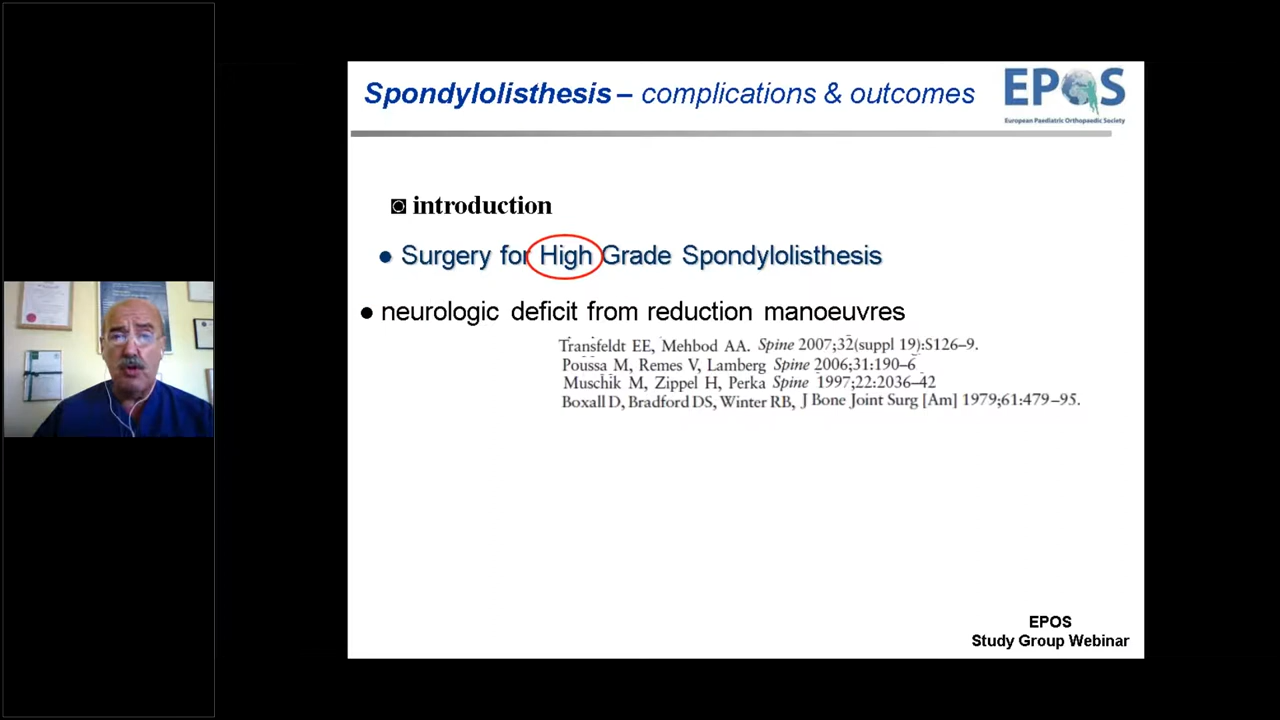 Spondylolisthesis – complications & outcomes
EPOS
European Paediatric Orthopaedic Society
introduction
● Surgery for High Grade Spondylolisthesis
● neurologic deficit from reduction manoeuvres
Transfeldt EE, Mehbod AA. Spine 2007;32(suppl 19):S126–9.
Poussa M, Remes V, Lamberg Spine 2006;31:190–6
Muschik M, Zippel H, Perka Spine 1997;22:2036–42
Boxall D, Bradford DS, Winter RB, J Bone Joint Surg [Am] 1979;61:479–95.
EPOS
Study Group Webinar